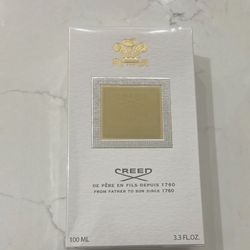 CREED
DE PÈRE EN FILS DEPUIS 1760
FROM FATHER TO SON SINCE 1760
100 ML 3.3 FL.OZ.